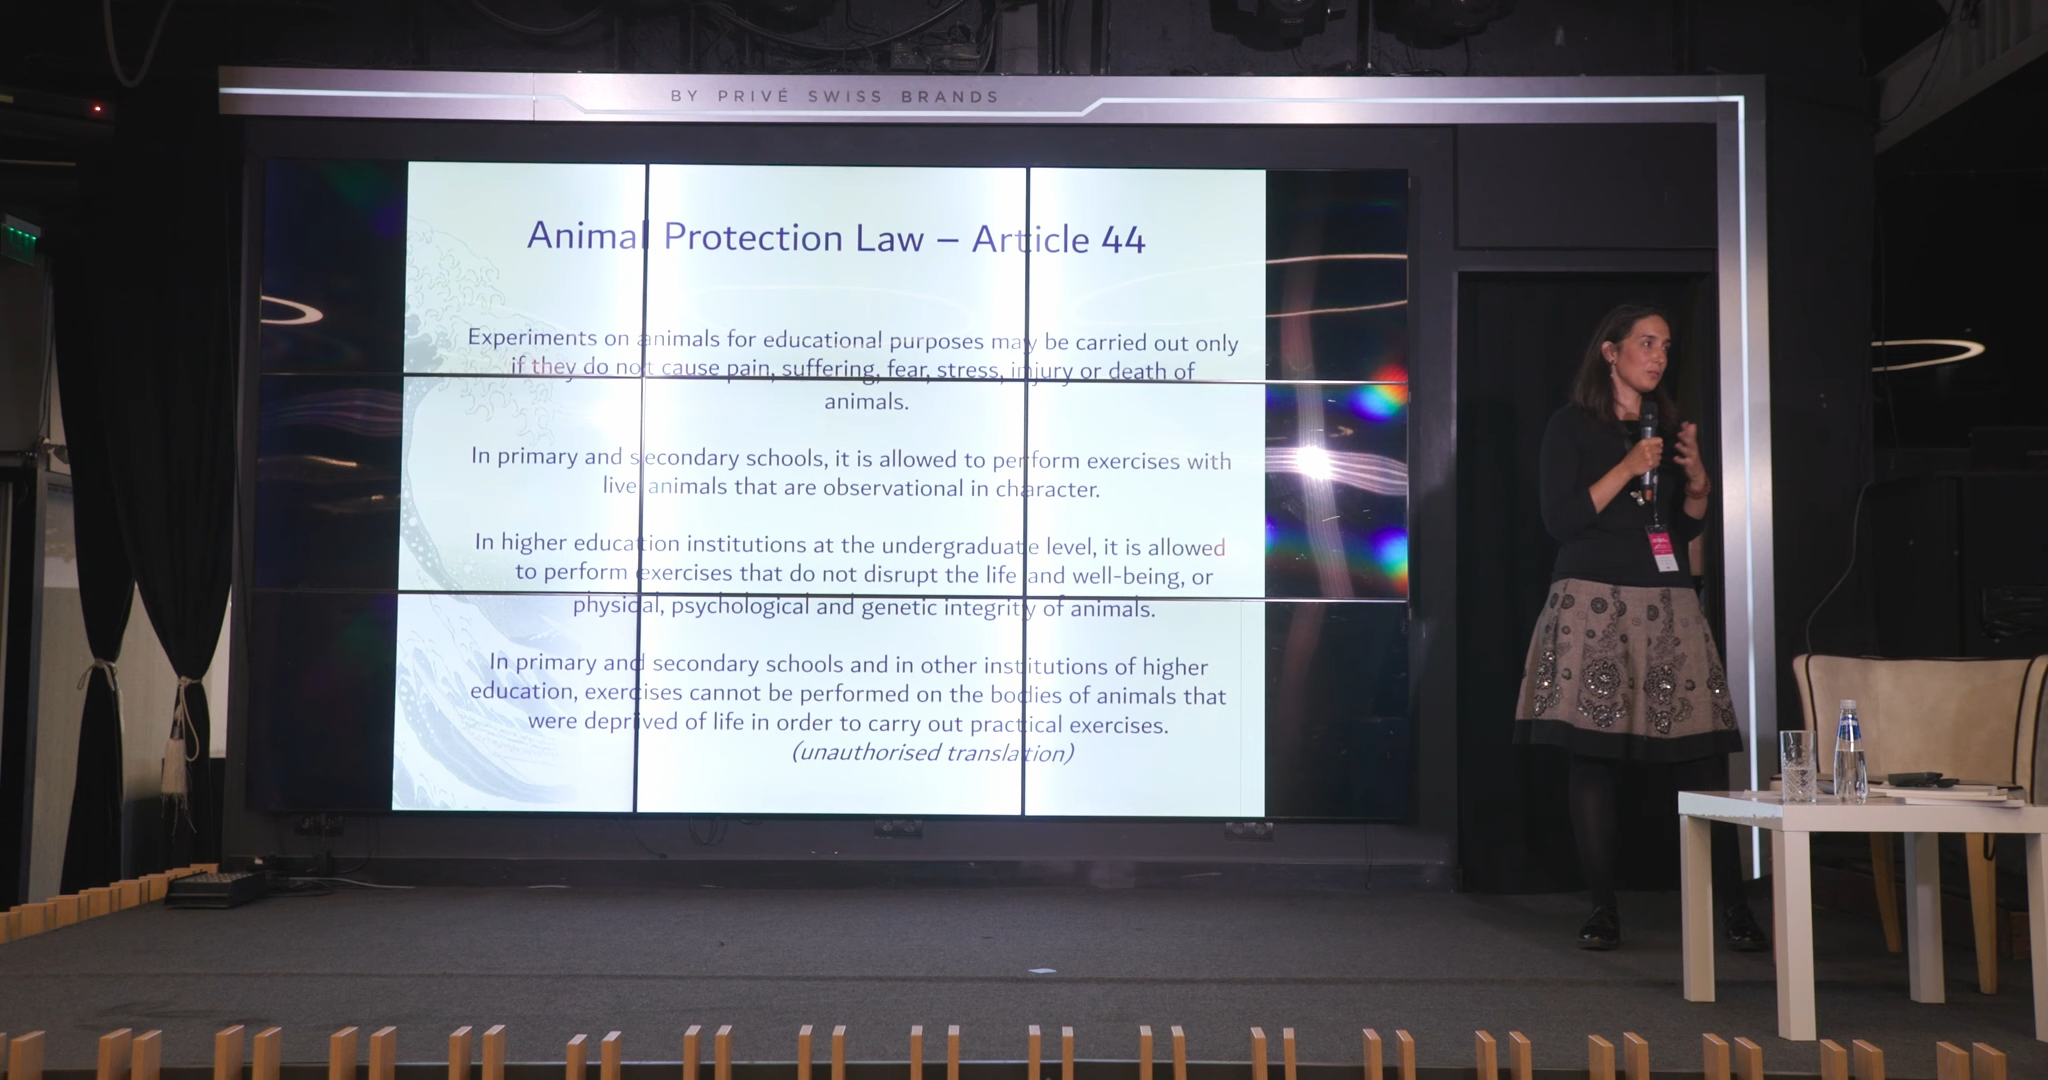 BY PRIVÉ SWISS BRANDS
Animal Protection Law – Article 44
Experiments on animals for educational purposes may be carried out only
if they do not cause pain, suffering, fear, stress, injury or death of
animals.
In primary and secondary schools, it is allowed to perform exercises with
live animals that are observational in character.
In higher education institutions at the undergraduate level, it is allowed
to perform exercises that do not disrupt the life and well-being, or
physical, psychological and genetic integrity of animals.
In primary and secondary schools and in other institutions of higher
education, exercises cannot be performed on the bodies of animals that
were deprived of life in order to carry out practical exercises.
(unauthorised translation)